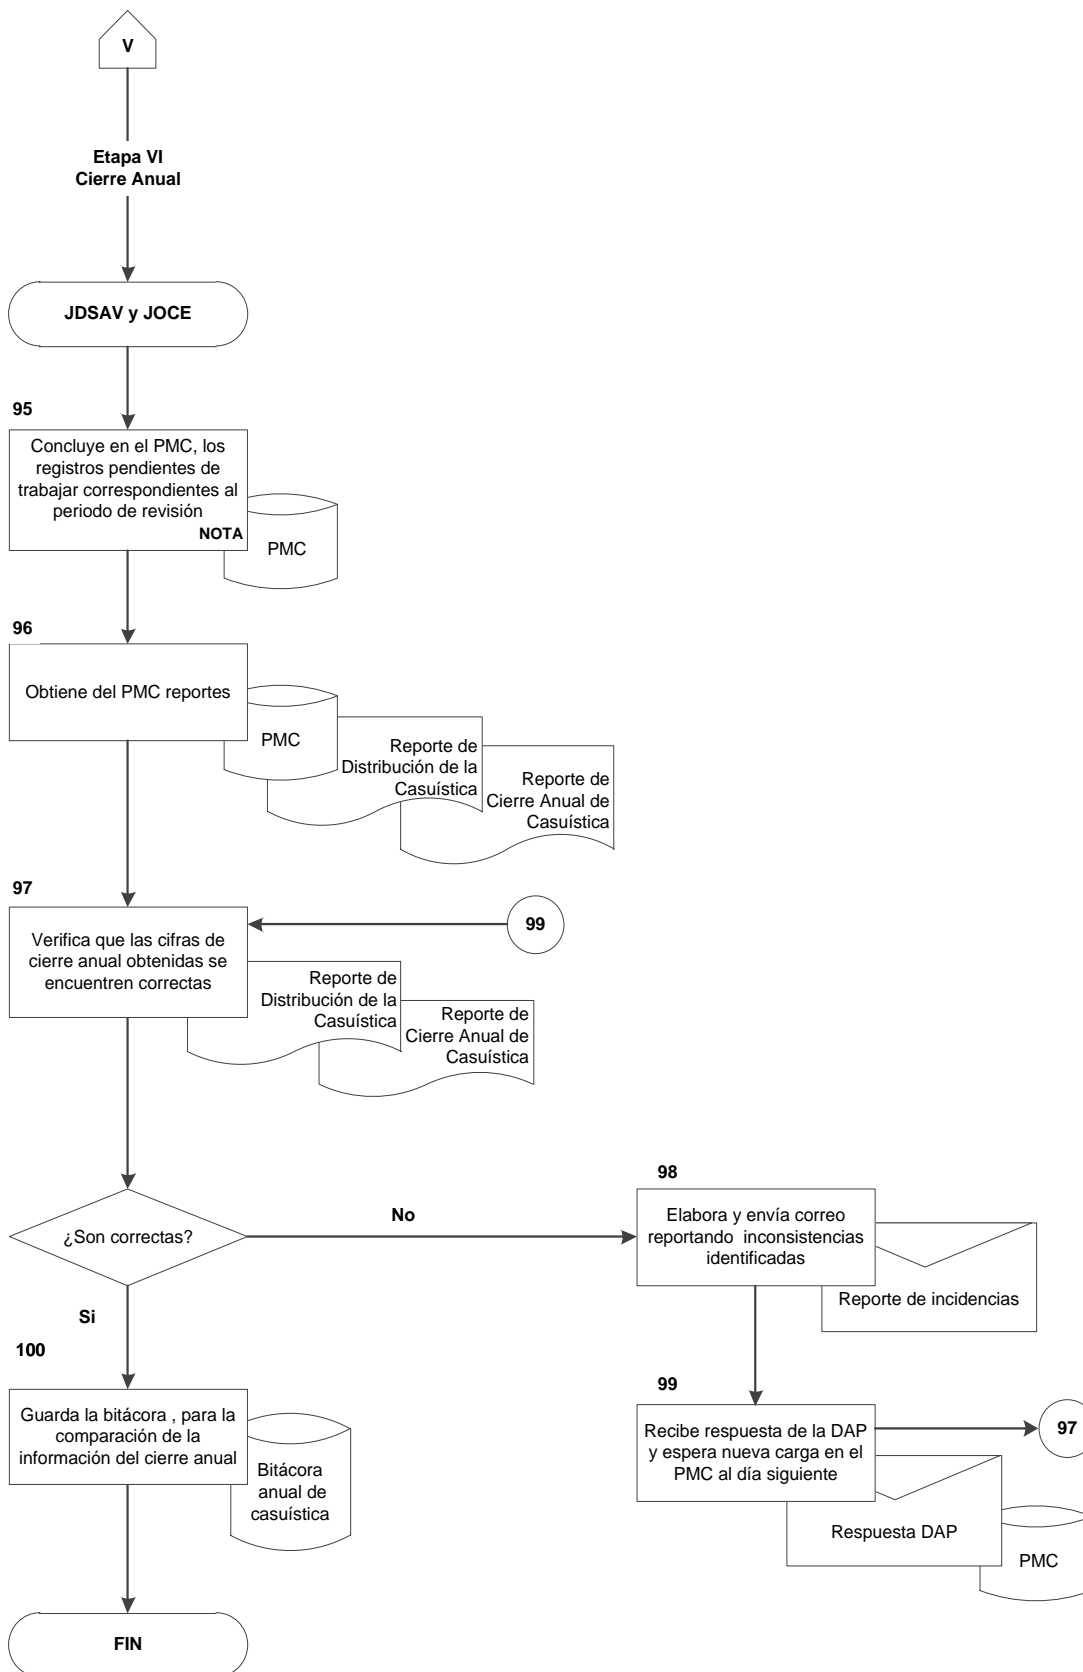 V
Etapa VI
Cierre Anual
JDSAV y JOCE
95
Concluye en el PMC, los
registros pendientes de
trabajar correspondientes al
periodo de revisión
NOTA
PMC
96
Obtiene del PMC reportes
PMC
Reporte de
Distribución de la
Casuística
Reporte de
Cierre Anual de
Casuística
97
Verifica que las cifras de
cierre anual obtenidas se
encuentren correctas
99
Reporte de
Distribución de la
Casuística
Reporte de
Cierre Anual de
Casuística
¿Son correctas?
No
98
Elabora y envía correo
reportando inconsistencias
identificadas
Reporte de incidencias
Si
100
Guarda la bitácora , para la
comparación de la
información del cierre anual
Bitácora
anual de
casuística
99
Recibe respuesta de la DAP
y espera nueva carga en el
PMC al día siguiente
97
Respuesta DAP
PMC
FIN